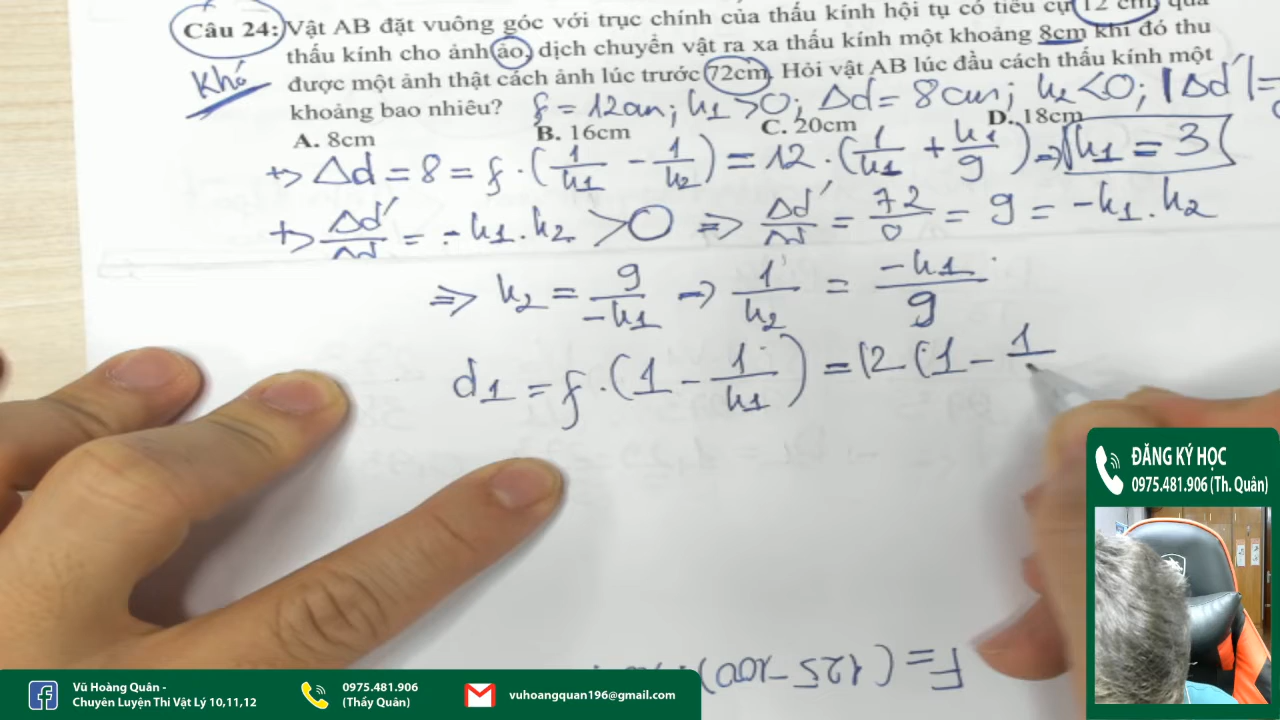 Câu 24: Vật AB đặt vuông góc với trục chính của thấu kính hội tụ có tiêu cự 12 cm, qua
thấu kính cho ảnh ảo, dịch chuyển vật ra xa thấu kính một khoảng 8cm khi đó thu
Khó được một ảnh thật cách ảnh lúc trước 72cm. Hỏi vật AB lúc đầu cách thấu kính một
khoảng bao nhiêu? f = 12cm; k1 > 0; Δd = 8cm; k2 < 0; |Δd'| =
A. 8cm B. 16cm C. 20cm D. 18cm
+> Δd = 8 = f · (1/k1 - 1/k2) = 12 · (1/k1 + k1/9) => k1 = 3
+> Δd'/Δd = -k1 · k2 > 0 => Δd'/Δd = 72/ = 9 = -k1 · k2
=> k2 = 9/-k1 -> 1/k2 = -k1/9
d1 = f · (1 - 1/k1) = 12 (1 - 1
F = (125 - 100)
ĐĂNG KÝ HỌC
0975.481.906 (Th. Quân)
Vũ Hoàng Quân -
Chuyên Luyện Thi Vật Lý 10,11,12
0975.481.906
(Thầy Quân)
vuhoangquan196@gmail.com